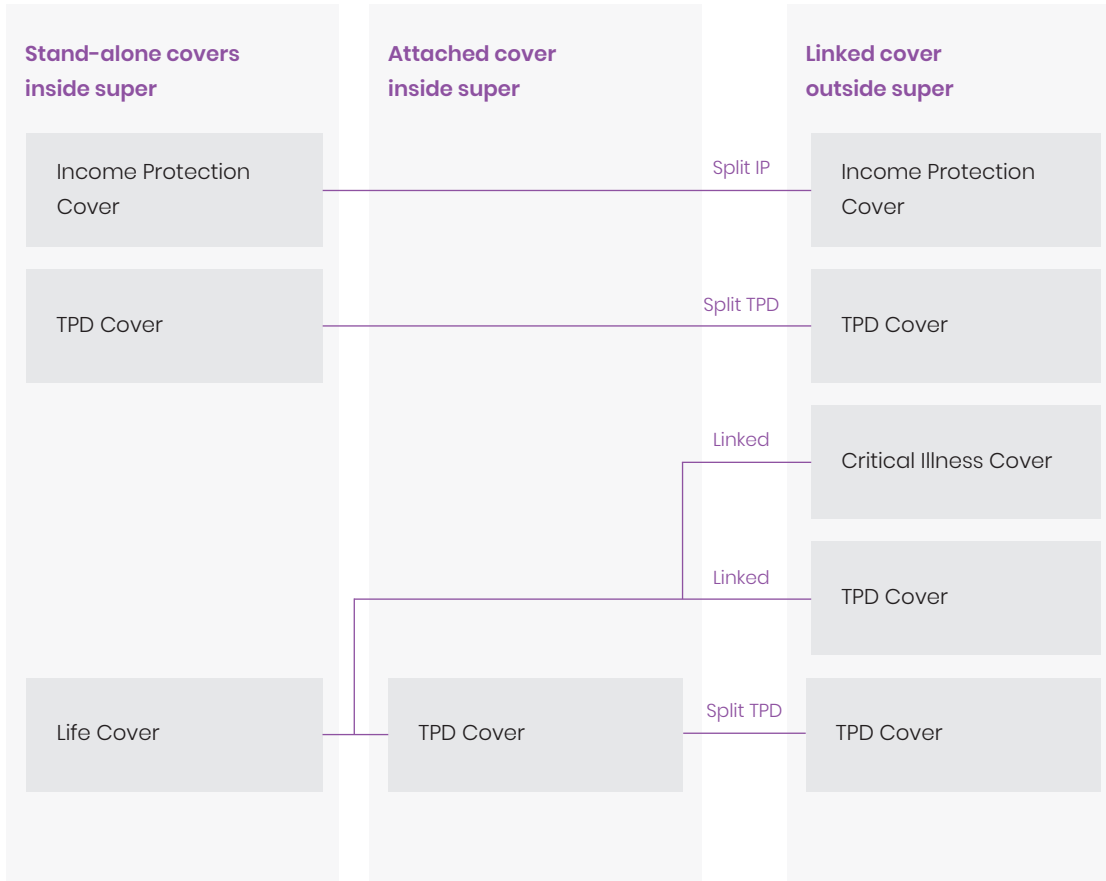 Stand-alone covers
inside super
Attached cover
inside super
Linked cover
outside super
Income Protection
Cover
Split IP
Income Protection
Cover
TPD Cover
Split TPD
TPD Cover
Linked
Critical Illness Cover
Linked
TPD Cover
Life Cover
TPD Cover
Split TPD
TPD Cover